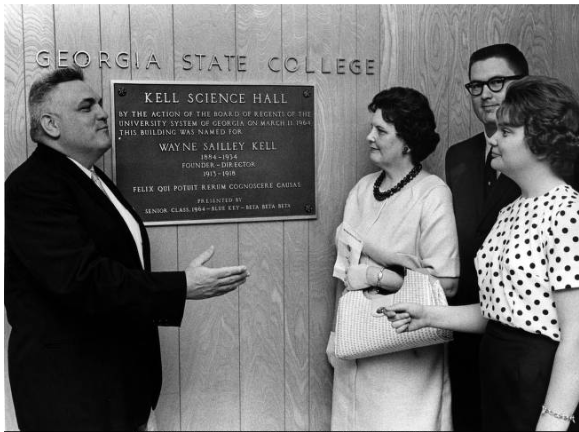 GEORGIA STATE COLLEGE
KELL SCIENCE HALL
BY THE ACTION OF THE BOARD OF REGENTS OF THE
UNIVERSITY SYSTEM OF GEORGIA ON MARCH 11, 1964
THIS BUILDING WAS NAMED FOR
WAYNE SAILLEY KELL
1884-1954
FOUNDER-DIRECTOR
1913-1918
FELIX QUI POTUIT RERUM COGNOSCERE CAUSAS
PRESENTED BY
SENIOR CLASS 1964-BLUE KEY-BETA BETA BETA